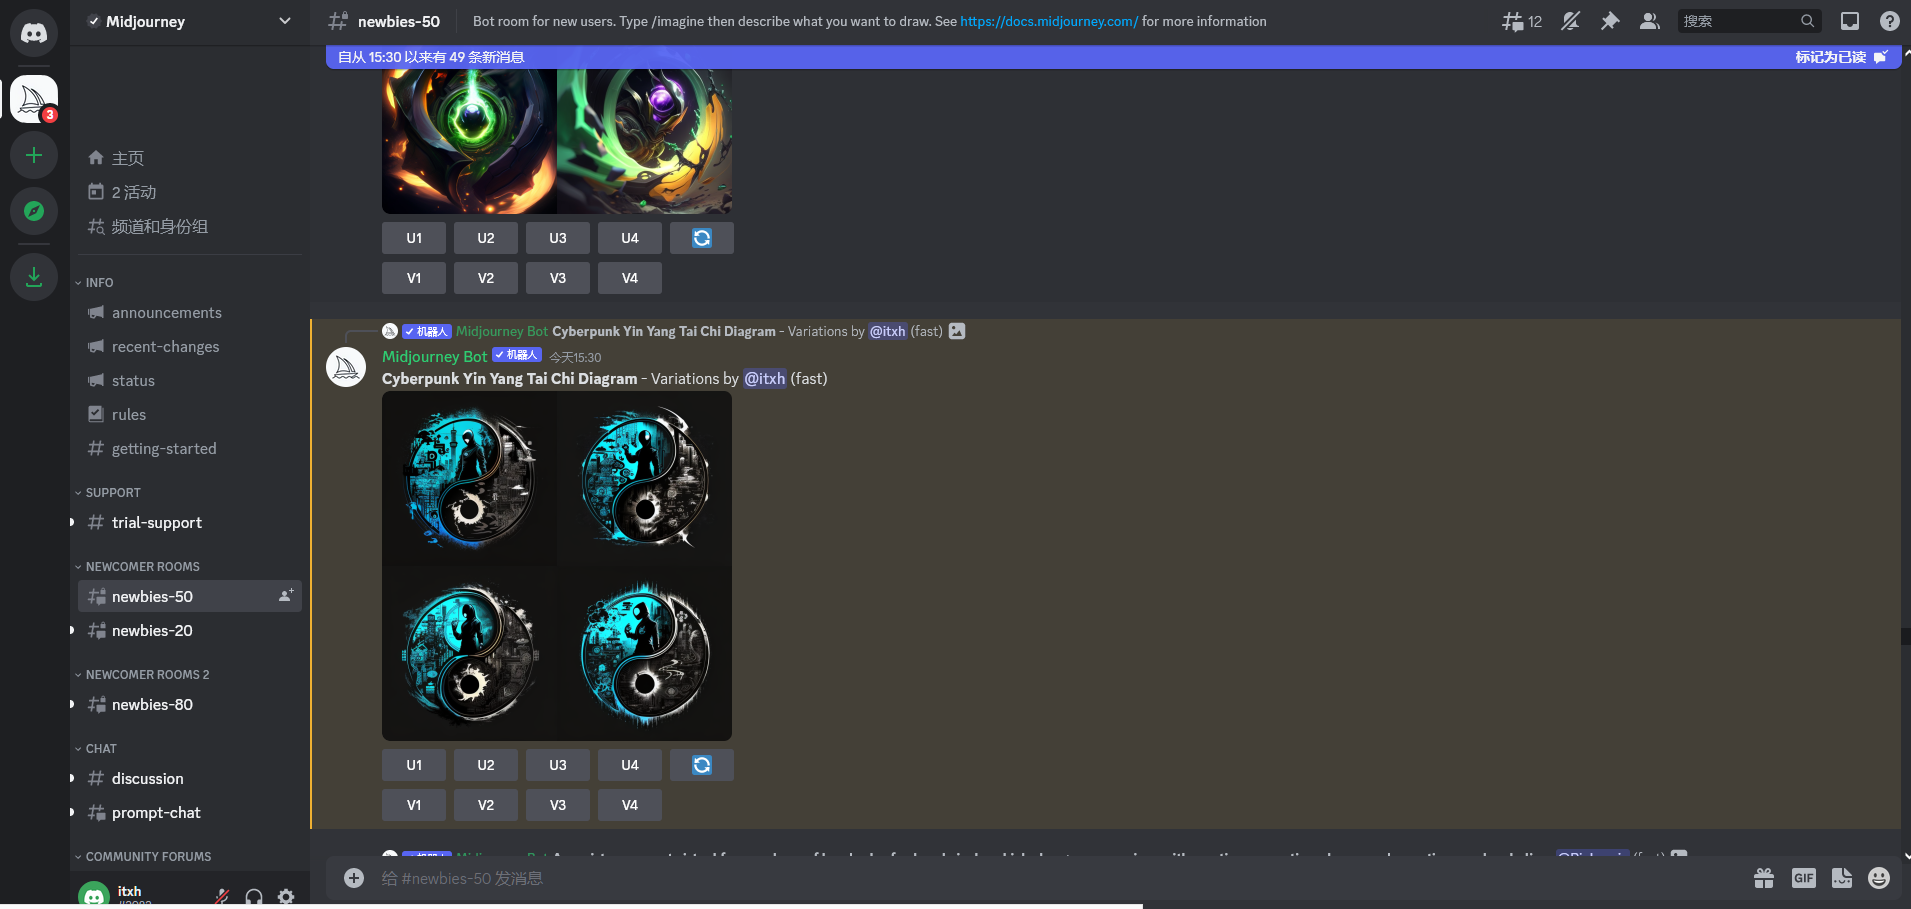 Midjourney
newbies-50
Bot room for new users. Type /imagine then describe what you want to draw. See https://docs.midjourney.com/ for more information
12
搜索
自从 15:30 以来有 49 条新消息
标记为已读
3
主页
2 活动
频道和身份组
INFO
announcements
recent-changes
status
rules
getting-started
SUPPORT
trial-support
NEWCOMER ROOMS
newbies-50
newbies-20
NEWCOMER ROOMS 2
newbies-80
CHAT
discussion
prompt-chat
COMMUNITY FORUMS
itxh
U1 U2 U3 U4
V1 V2 V3 V4
机器人 Midjourney Bot Cyberpunk Yin Yang Tai Chi Diagram - Variations by @itxh (fast)
Midjourney Bot 机器人 今天15:30
Cyberpunk Yin Yang Tai Chi Diagram - Variations by @itxh (fast)
U1 U2 U3 U4
V1 V2 V3 V4
给 #newbies-50 发消息
GIF